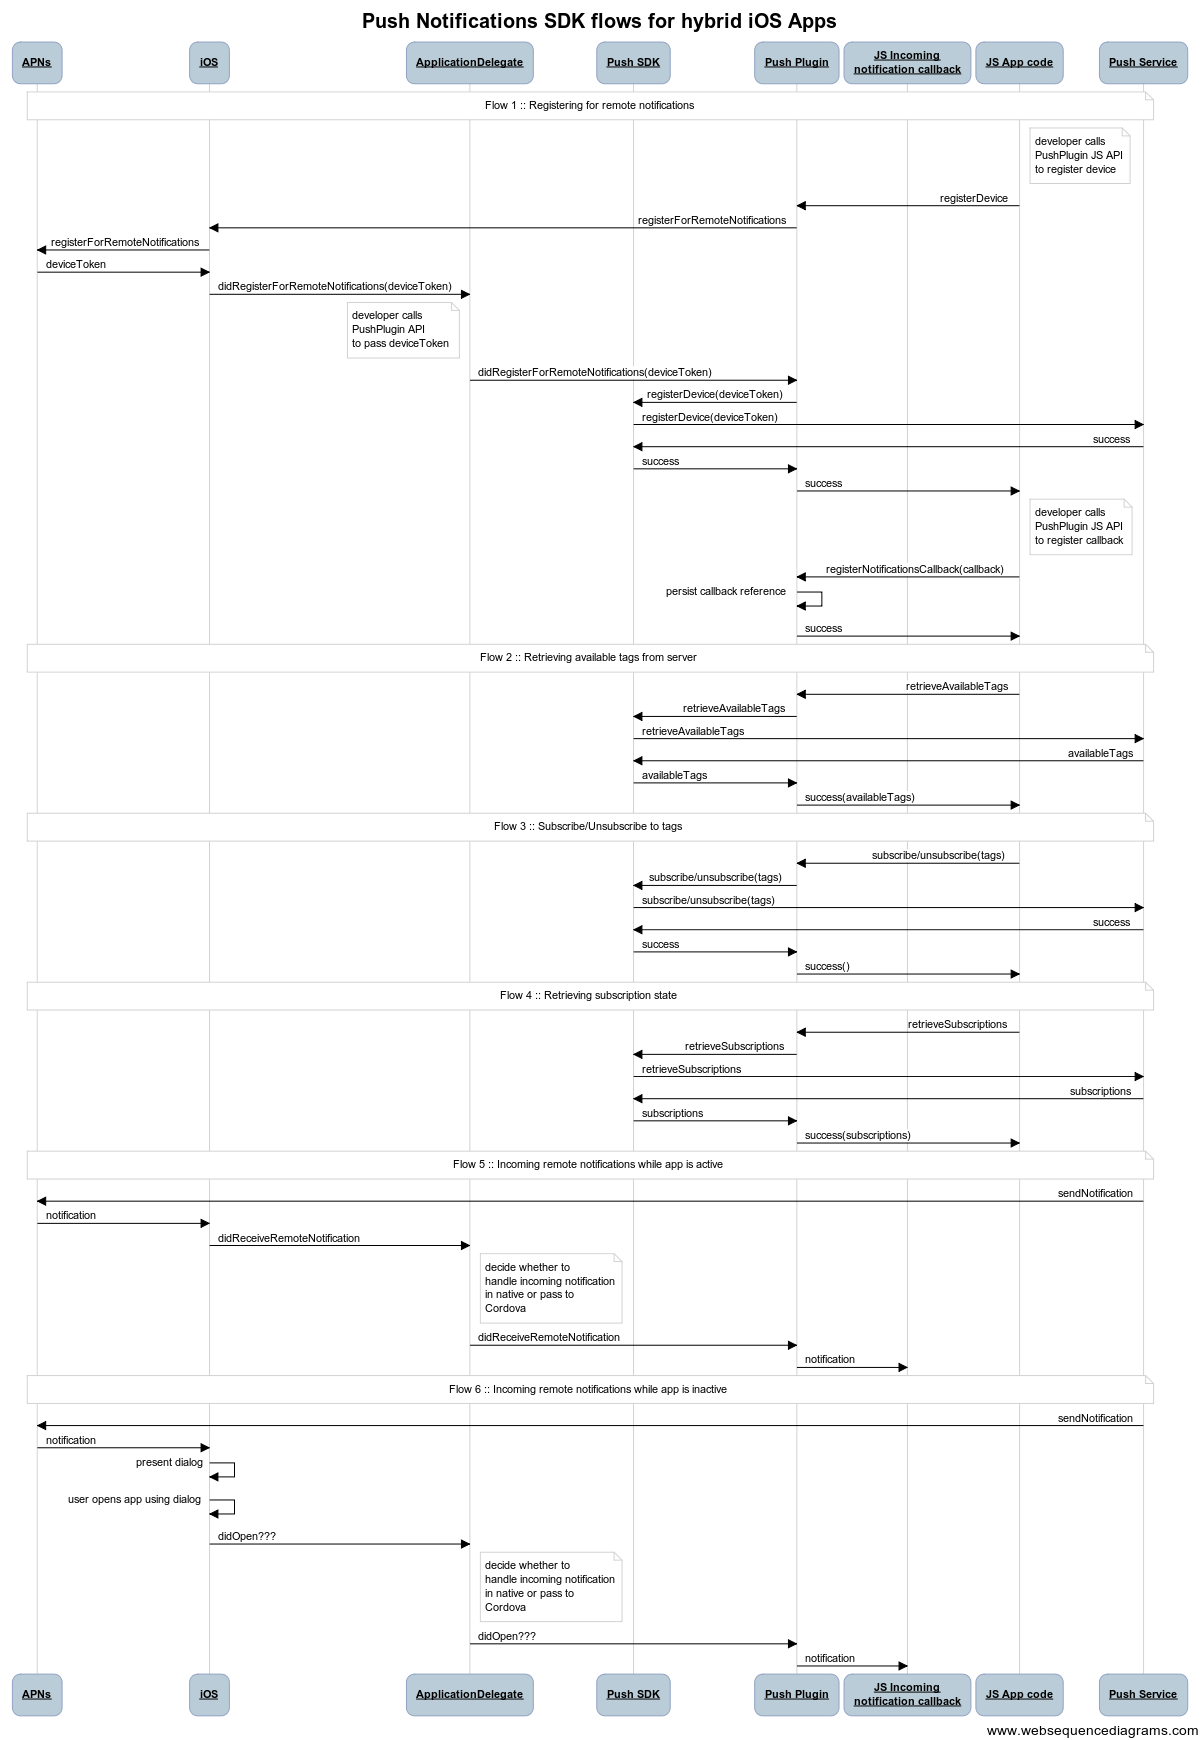 Push Notifications SDK flows for hybrid iOS Apps
APNs
iOS
ApplicationDelegate
Push SDK
Push Plugin
JS Incoming
notification callback
JS App code
Push Service
Flow 1 :: Registering for remote notifications
developer calls
PushPlugin JS API
to register device
registerDevice
registerForRemoteNotifications
registerForRemoteNotifications
deviceToken
didRegisterForRemoteNotifications(deviceToken)
developer calls
PushPlugin API
to pass deviceToken
didRegisterForRemoteNotifications(deviceToken)
registerDevice(deviceToken)
registerDevice(deviceToken)
success
success
success
developer calls
PushPlugin JS API
to register callback
registerNotificationsCallback(callback)
persist callback reference
success
Flow 2 :: Retrieving available tags from server
retrieveAvailableTags
retrieveAvailableTags
retrieveAvailableTags
availableTags
availableTags
success(availableTags)
Flow 3 :: Subscribe/Unsubscribe to tags
subscribe/unsubscribe(tags)
subscribe/unsubscribe(tags)
subscribe/unsubscribe(tags)
success
success
success()
Flow 4 :: Retrieving subscription state
retrieveSubscriptions
retrieveSubscriptions
retrieveSubscriptions
subscriptions
subscriptions
success(subscriptions)
Flow 5 :: Incoming remote notifications while app is active
sendNotification
notification
didReceiveRemoteNotification
decide whether to
handle incoming notification
in native or pass to
Cordova
didReceiveRemoteNotification
notification
Flow 6 :: Incoming remote notifications while app is inactive
sendNotification
notification
present dialog
user opens app using dialog
didOpen???
decide whether to
handle incoming notification
in native or pass to
Cordova
didOpen???
notification
APNs
iOS
ApplicationDelegate
Push SDK
Push Plugin
JS Incoming
notification callback
JS App code
Push Service
www.websequencediagrams.com